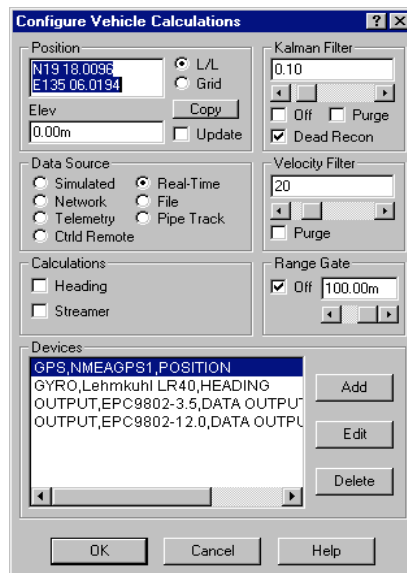 Configure Vehicle Calculations
Position
N19 18.0096
E135 06.0194
L/L
Grid
Elev
Copy
0.00m
Update
Kalman Filter
0.10
Off
Purge
Dead Recon
Data Source
Simulated
Real-Time
Network
File
Telemetry
Pipe Track
Ctrld Remote
Velocity Filter
20
Purge
Calculations
Heading
Streamer
Range Gate
Off
100.00m
Devices
GPS,NMEAGPS1,POSITION
GYRO,Lehmkuhl LR40,HEADING
OUTPUT,EPC9802-3.5,DATA OUTPUT
OUTPUT,EPC9802-12.0,DATA OUTPU
Add
Edit
Delete
OK
Cancel
Help